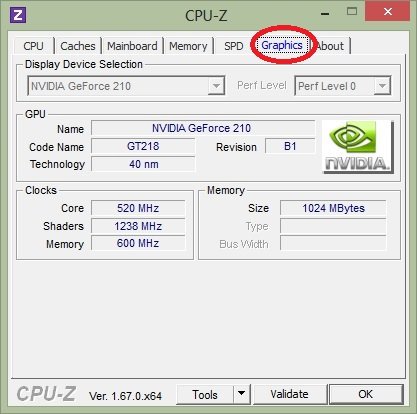 CPU-Z
CPU Caches Mainboard Memory SPD Graphics About
Display Device Selection
NVIDIA GeForce 210 Perf Level Perf Level 0
GPU
Name NVIDIA GeForce 210
Code Name GT218 Revision B1
Technology 40 nm
nVIDIA.
Clocks
Core 520 MHz
Shaders 1238 MHz
Memory 600 MHz
Memory
Size 1024 MBytes
Type
Bus Width
CPU-Z Ver. 1.67.0.x64 Tools Validate OK